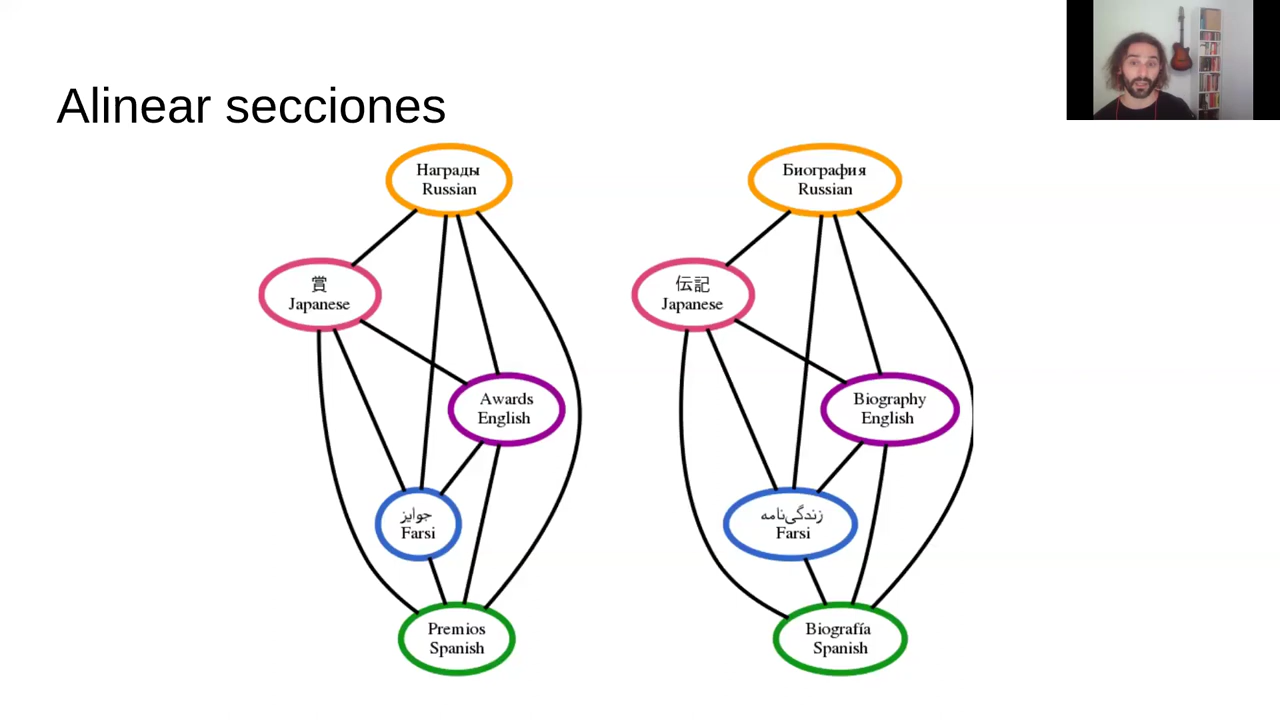 Alinear secciones
Награды
Russian
賞
Japanese
Awards
English
جوایز
Farsi
Premios
Spanish
Биография
Russian
伝記
Japanese
Biography
English
زندگی‌نامه
Farsi
Biografía
Spanish